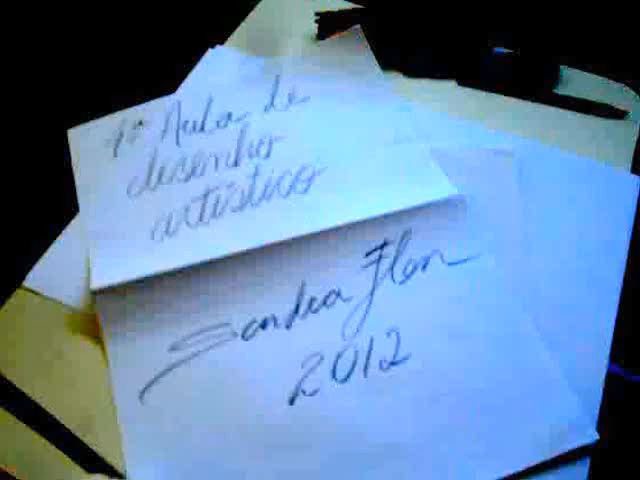 1ª Aula de
desenho
artístico
Sandra Flor
2012